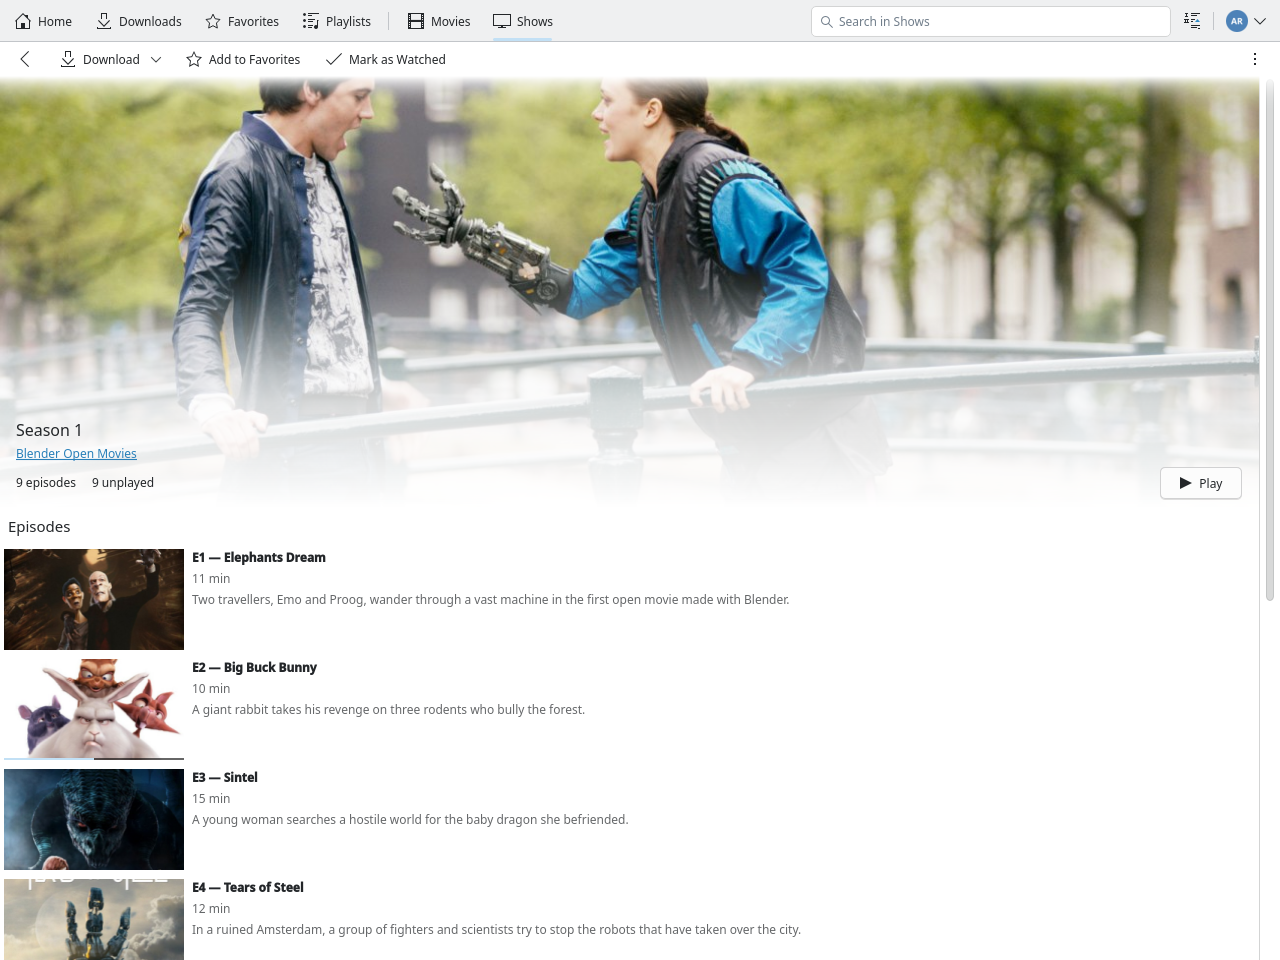 Home
Downloads
Favorites
Playlists
Movies
Shows
Search in Shows
AR
Download
Add to Favorites
Mark as Watched
Season 1
Blender Open Movies
9 episodes
9 unplayed
Play
Episodes
E1 — Elephants Dream
11 min
Two travellers, Emo and Proog, wander through a vast machine in the first open movie made with Blender.
E2 — Big Buck Bunny
10 min
A giant rabbit takes his revenge on three rodents who bully the forest.
E3 — Sintel
15 min
A young woman searches a hostile world for the baby dragon she befriended.
E4 — Tears of Steel
12 min
In a ruined Amsterdam, a group of fighters and scientists try to stop the robots that have taken over the city.